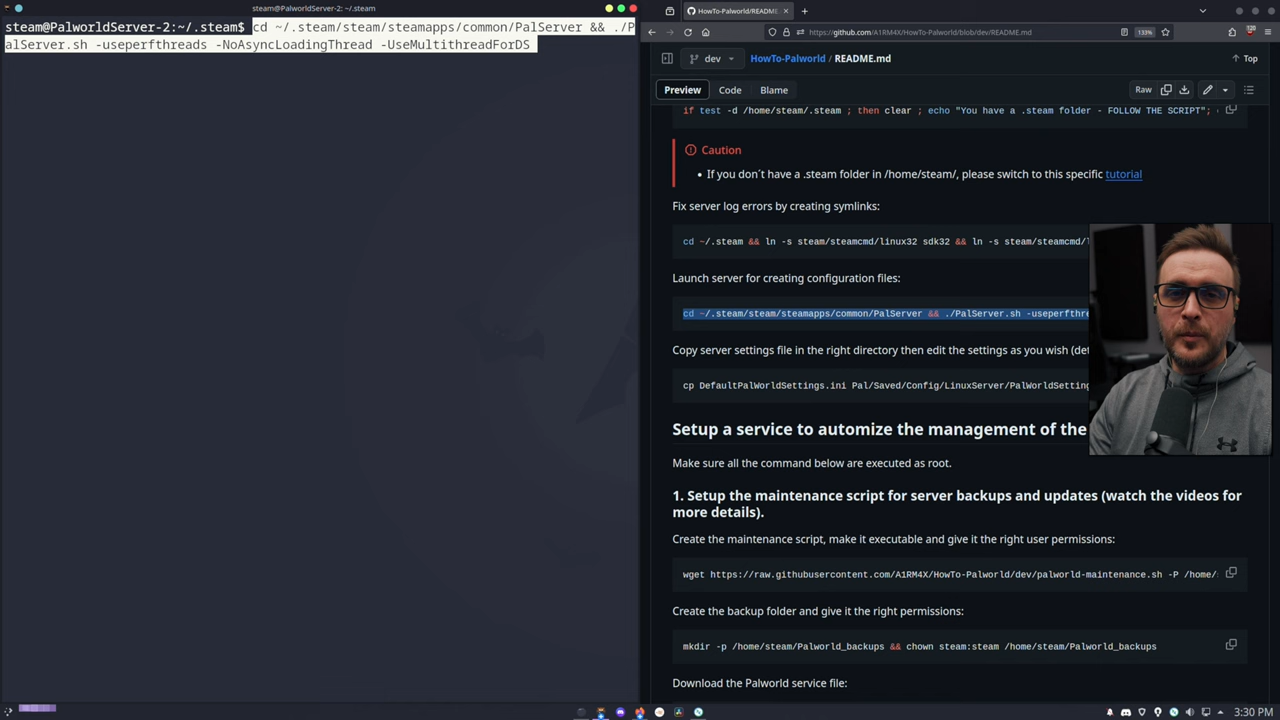 steam@PalworldServer-2: ~/.steam
steam@PalworldServer-2:~/.steam$ cd ~/.steam/steam/steamapps/common/PalServer && ./P
alServer.sh -useperfthreads -NoAsyncLoadingThread -UseMultithreadForDS
HowTo-Palworld/README
https://github.com/A1RM4X/HowTo-Palworld/blob/dev/README.md
133%
dev
HowTo-Palworld / README.md
Top
Preview
Code
Blame
Raw
if test -d /home/steam/.steam ; then clear ; echo "You have a .steam folder - FOLLOW THE SCRIPT";
Caution
• If you don´t have a .steam folder in /home/steam/, please switch to this specific tutorial
Fix server log errors by creating symlinks:
cd ~/.steam && ln -s steam/steamcmd/linux32 sdk32 && ln -s steam/steamcmd/l
Launch server for creating configuration files:
cd ~/.steam/steam/steamapps/common/PalServer && ./PalServer.sh -useperfthre
Copy server settings file in the right directory then edit the settings as you wish (det
cp DefaultPalWorldSettings.ini Pal/Saved/Config/LinuxServer/PalWorldSetting
Setup a service to automize the management of the
Make sure all the command below are executed as root.
1. Setup the maintenance script for server backups and updates (watch the videos for
more details).
Create the maintenance script, make it executable and give it the right user permissions:
wget https://raw.githubusercontent.com/A1RM4X/HowTo-Palworld/dev/palworld-maintenance.sh -P /home/s
Create the backup folder and give it the right permissions:
mkdir -p /home/steam/Palworld_backups && chown steam:steam /home/steam/Palworld_backups
Download the Palworld service file:
3:30 PM